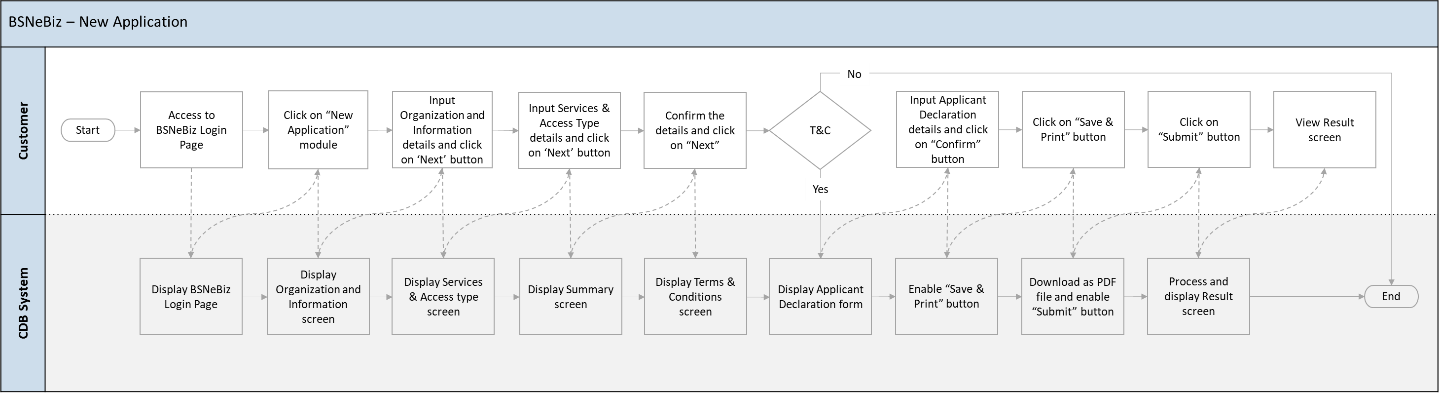 BSNeBiz – New Application
Customer
Start
Access to
BSNeBiz Login
Page
Click on “New
Application”
module
Input
Organization and
Information
details and click
on ‘Next’ button
Input Services &
Access Type
details and click
on ‘Next’ button
Confirm the
details and click
on “Next”
T&C
No
Yes
Input Applicant
Declaration
details and click
on “Confirm”
button
Click on “Save &
Print” button
Click on
“Submit” button
View Result
screen
CDB System
Display BSNeBiz
Login Page
Display
Organization and
Information
screen
Display Services
& Access type
screen
Display Summary
screen
Display Terms &
Conditions
screen
Display Applicant
Declaration form
Enable “Save &
Print” button
Download as PDF
file and enable
“Submit” button
Process and
display Result
screen
End